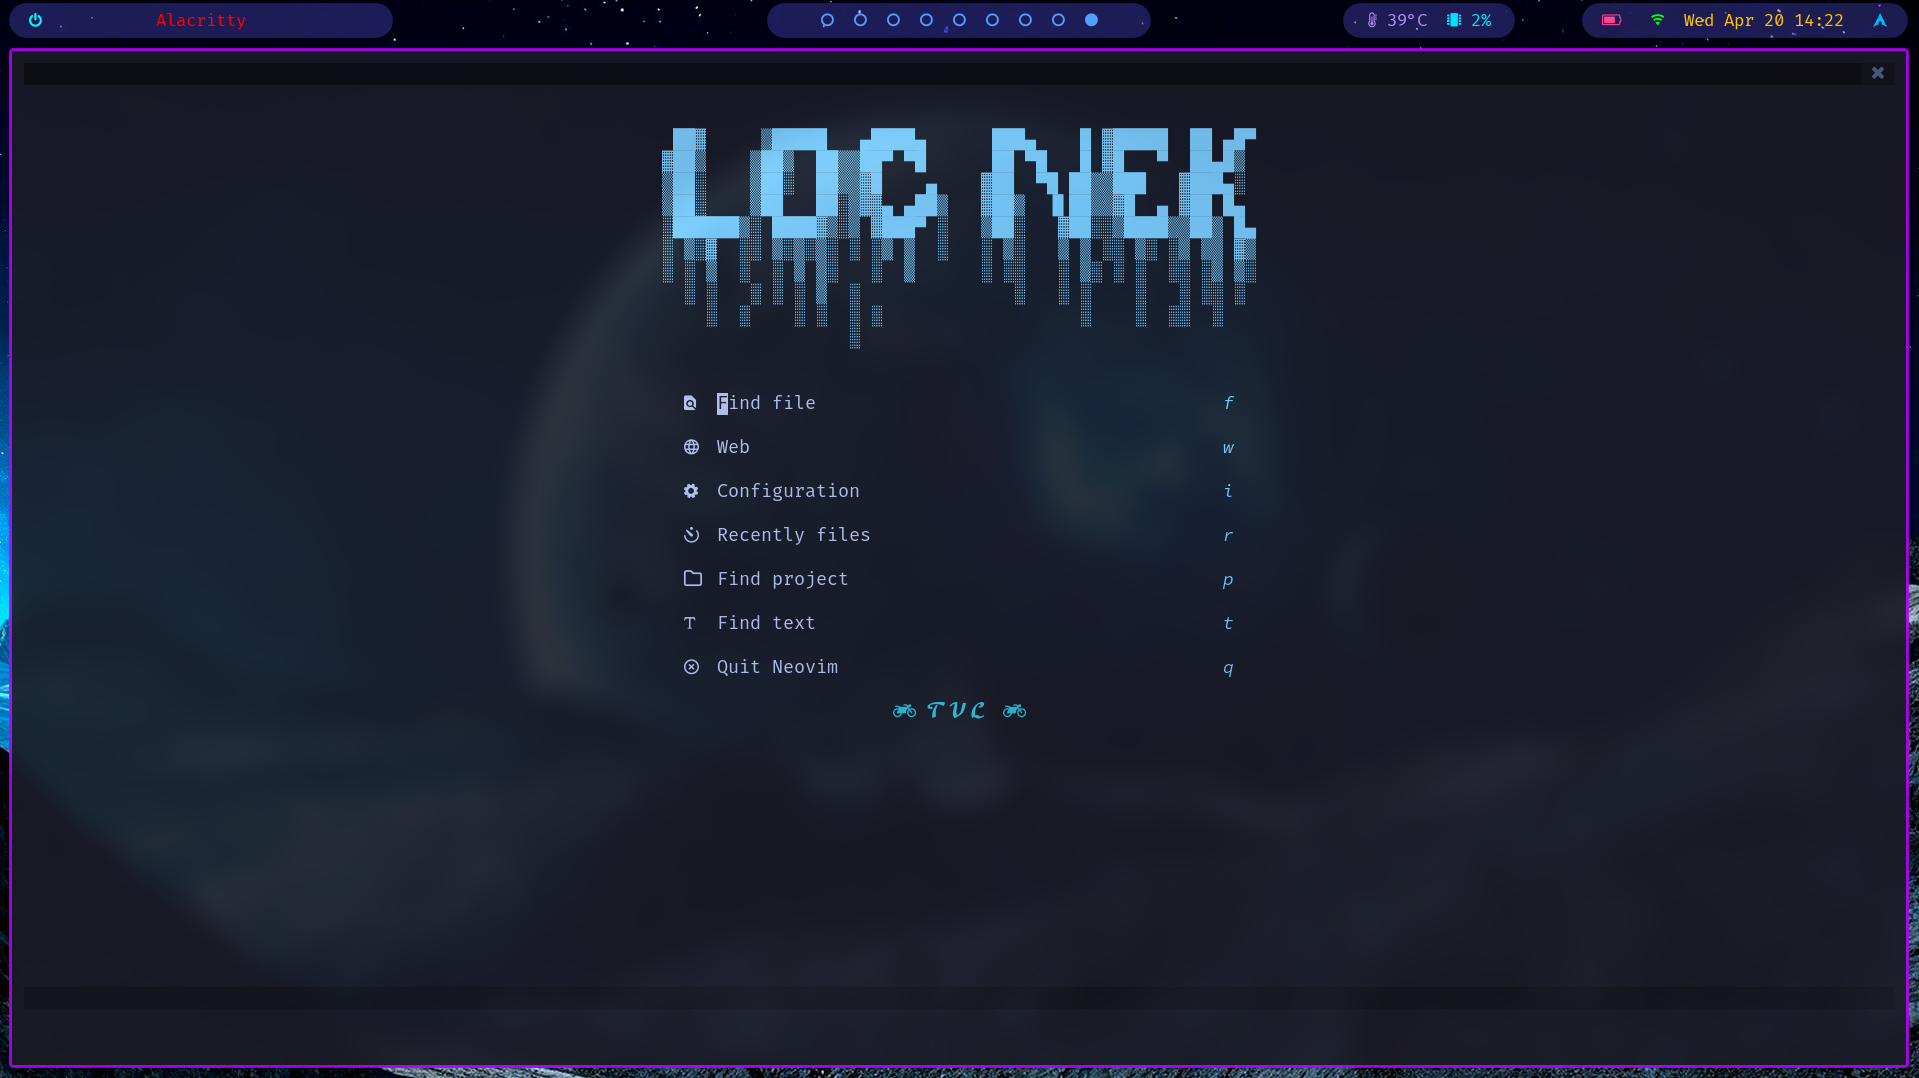 Alacritty
39°C 2%
Wed Apr 20 14:22
LOC NEK
Find file f
Web w
Configuration i
Recently files r
Find project p
Find text t
Quit Neovim q
𝓣𝓥𝓛